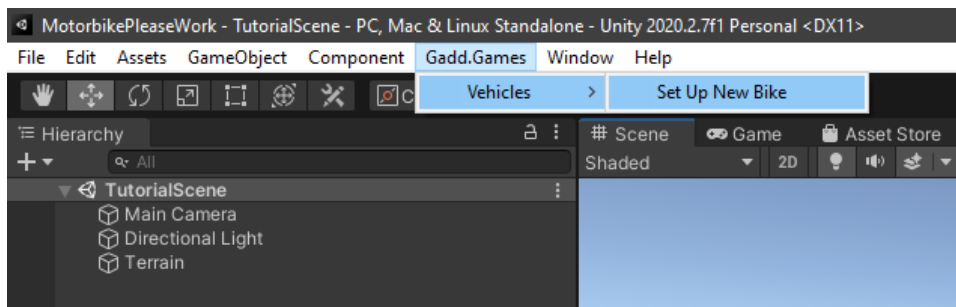 MotorbikePleaseWork - TutorialScene - PC, Mac & Linux Standalone - Unity 2020.2.7f1 Personal <DX11>
File Edit Assets GameObject Component Gadd.Games Window Help
C Vehicles > Set Up New Bike
Hierarchy # Scene Game Asset Store
All Shaded 2D
TutorialScene
Main Camera
Directional Light
Terrain